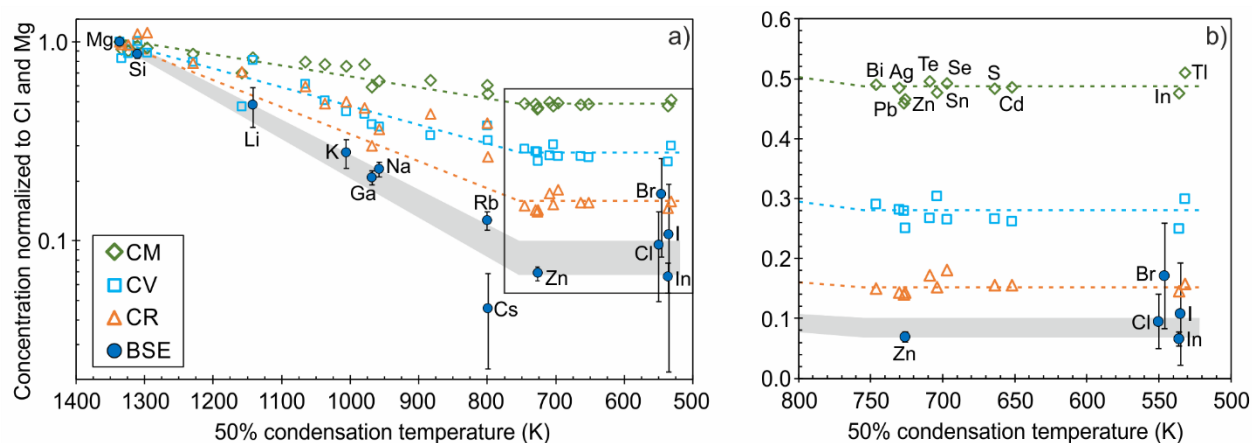 Concentration normalized to CI and Mg
1.0
0.1
a)
Mg
Si
Li
K
Ga
Na
Rb
Cs
Zn
Br
Cl
I
In
CM
CV
CR
BSE
1400 1300 1200 1100 1000 900 800 700 600 500
50% condensation temperature (K)
b)
0.6
0.5
0.4
0.3
0.2
0.1
0.0
Bi Ag Te Se S Tl
Pb Zn Sn Cd In
Br
Cl I
Zn In
800 750 700 650 600 550 500
50% condensation temperature (K)